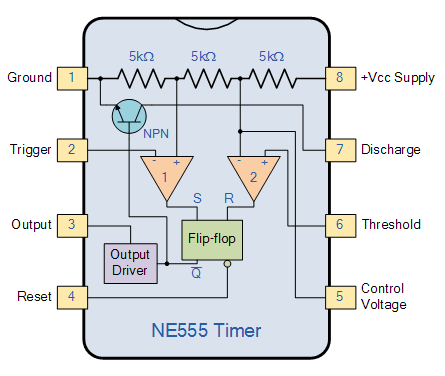 5kΩ 5kΩ 5kΩ
Ground 1 8 +Vcc Supply
NPN
Trigger 2 7 Discharge
- + - +
1 2
S R
Output 3 6 Threshold
Flip-flop
Output
Driver
Q̅
Reset 4 5 Control
Voltage
NE555 Timer